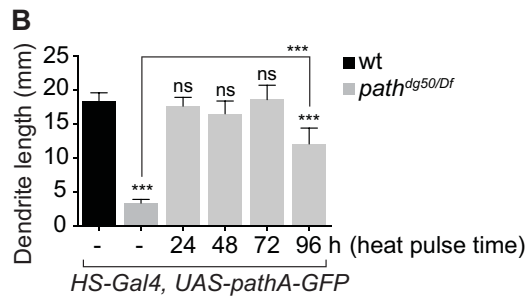 B
***
wt
path^dg50/Df
Dendrite length (mm)
25
20
15
10
5
0
***
ns
ns
ns
***
- - 24 48 72 96 h (heat pulse time)
HS-Gal4, UAS-pathA-GFP